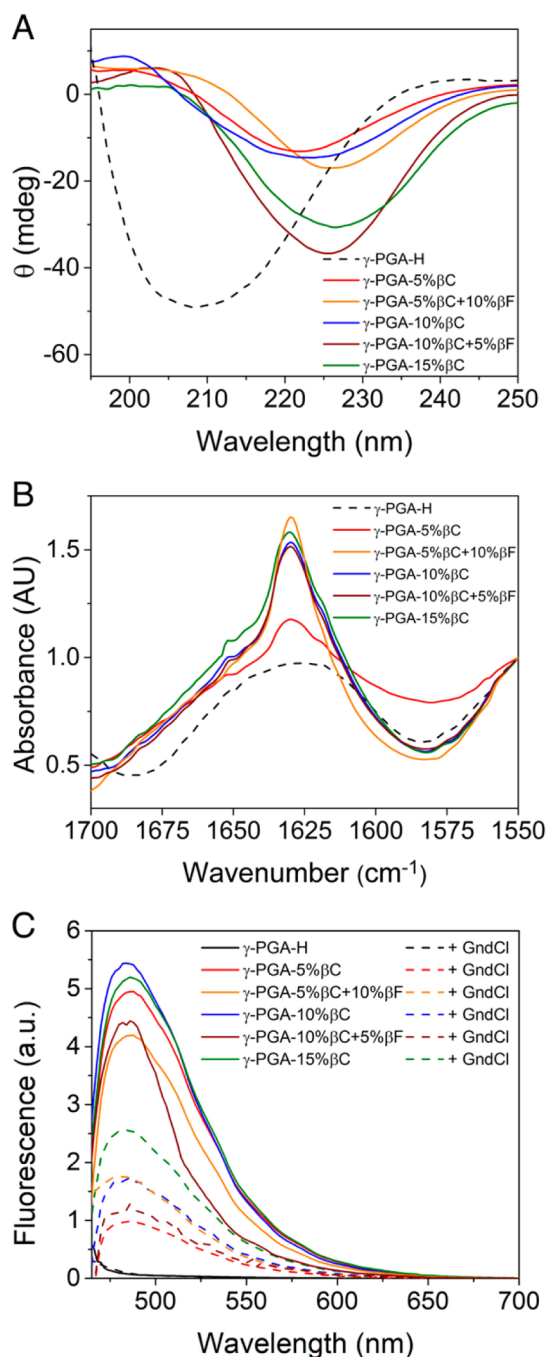 A
0
-20
-40
-60
θ (mdeg)
γ-PGA-H
γ-PGA-5%βC
γ-PGA-5%βC+10%βF
γ-PGA-10%βC
γ-PGA-10%βC+5%βF
γ-PGA-15%βC
200 210 220 230 240 250
Wavelength (nm)
B
1.5
1.0
0.5
Absorbance (AU)
γ-PGA-H
γ-PGA-5%βC
γ-PGA-5%βC+10%βF
γ-PGA-10%βC
γ-PGA-10%βC+5%βF
γ-PGA-15%βC
1700 1675 1650 1625 1600 1575 1550
Wavenumber (cm⁻¹)
C
6
5
4
3
2
1
0
Fluorescence (a.u.)
γ-PGA-H + GndCl
γ-PGA-5%βC + GndCl
γ-PGA-5%βC+10%βF + GndCl
γ-PGA-10%βC + GndCl
γ-PGA-10%βC+5%βF + GndCl
γ-PGA-15%βC + GndCl
500 550 600 650 700
Wavelength (nm)